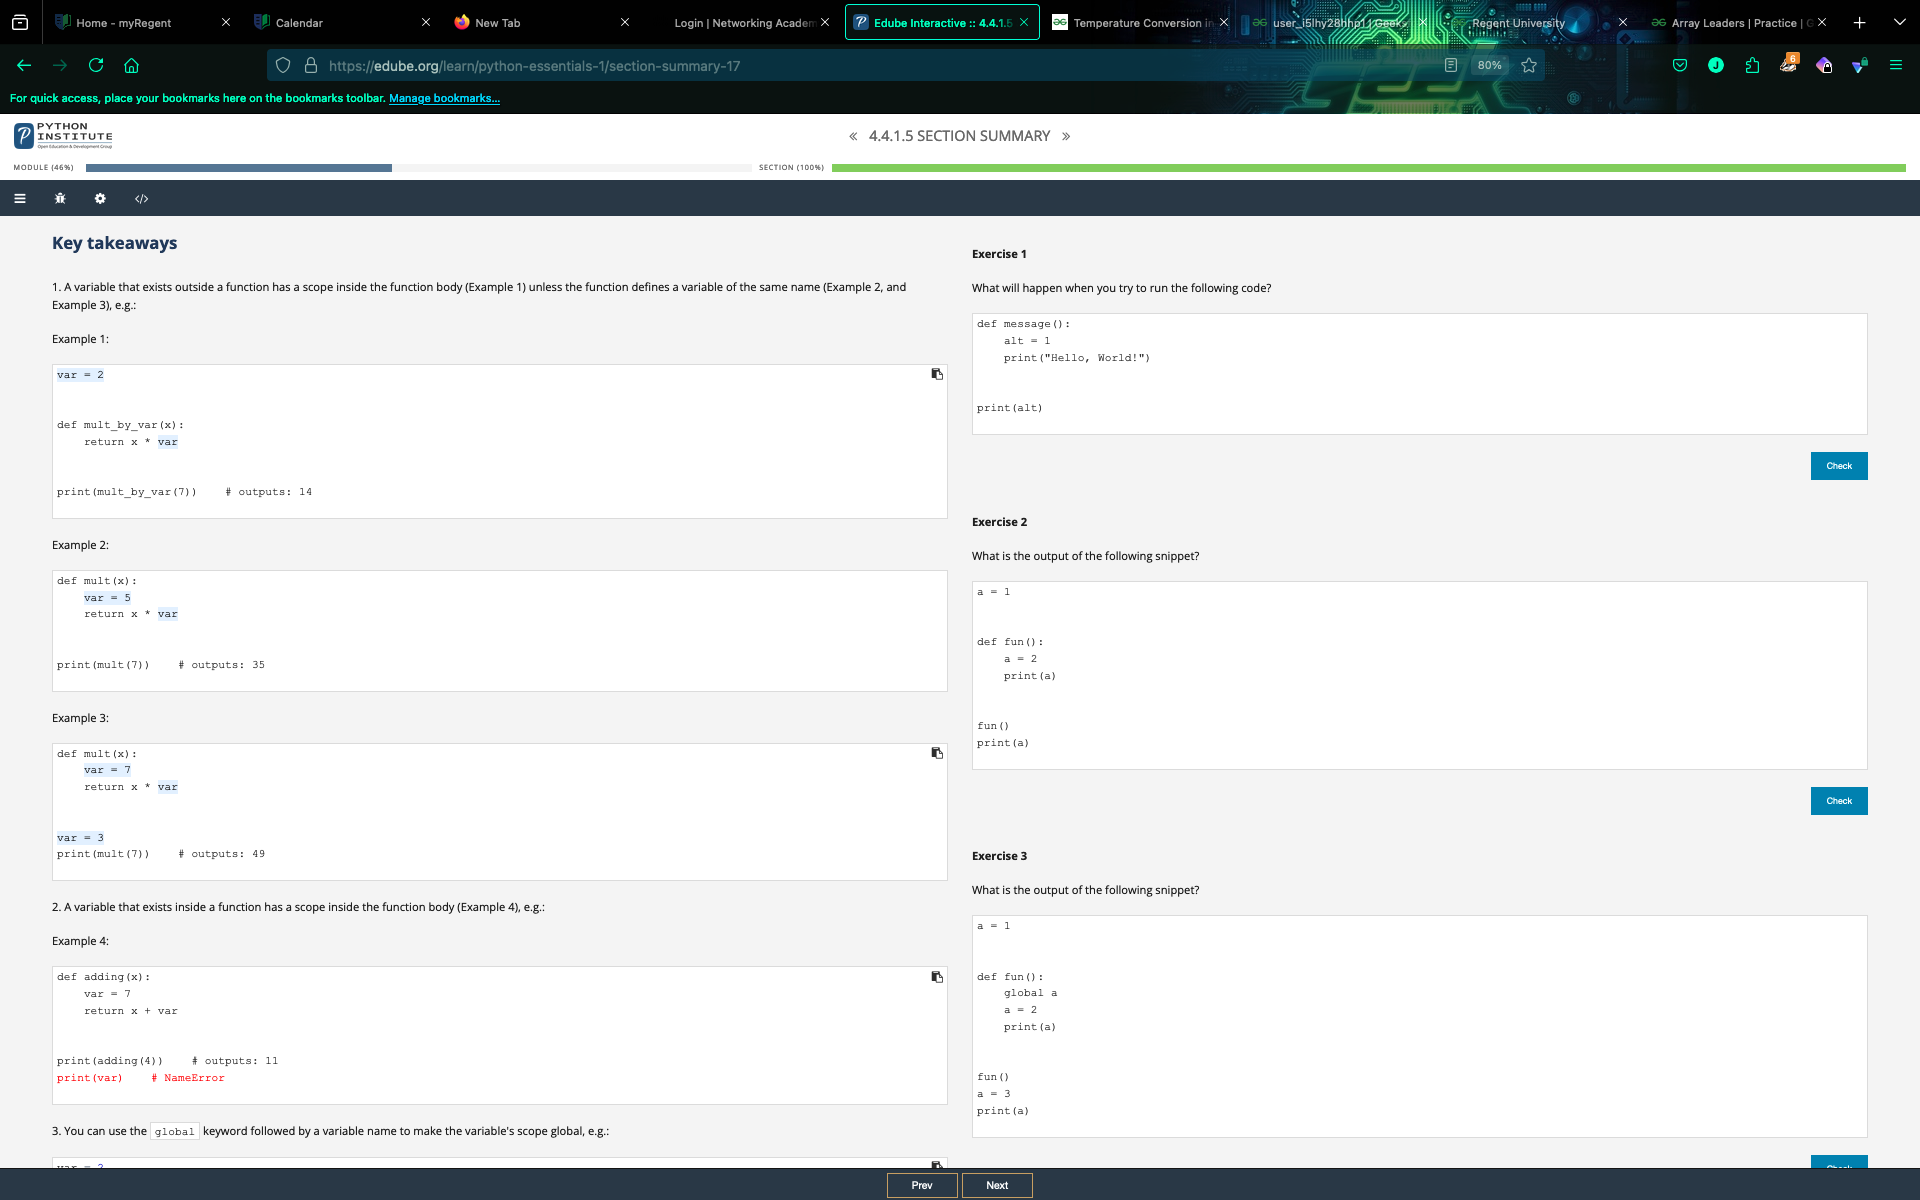 Home - myRegent
Calendar
New Tab
Login | Networking Academ
Edube Interactive :: 4.4.1.5
Temperature Conversion in
Regent University
Array Leaders | Practice | G
https://edube.org/learn/python-essentials-1/section-summary-17
80%
J
6
For quick access, place your bookmarks here on the bookmarks toolbar. Manage bookmarks...
PYTHON
INSTITUTE
Open Education & Development Group
« 4.4.1.5 SECTION SUMMARY »
MODULE (46%)
SECTION (100%)
Key takeaways
1. A variable that exists outside a function has a scope inside the function body (Example 1) unless the function defines a variable of the same name (Example 2, and
Example 3), e.g.:
Example 1:
var = 2
def mult_by_var(x):
    return x * var
print(mult_by_var(7))    # outputs: 14
Example 2:
def mult(x):
    var = 5
    return x * var
print(mult(7))    # outputs: 35
Example 3:
def mult(x):
    var = 7
    return x * var
var = 3
print(mult(7))    # outputs: 49
2. A variable that exists inside a function has a scope inside the function body (Example 4), e.g.:
Example 4:
def adding(x):
    var = 7
    return x + var
print(adding(4))    # outputs: 11
print(var)    # NameError
3. You can use the global keyword followed by a variable name to make the variable's scope global, e.g.:
var = 2
Exercise 1
What will happen when you try to run the following code?
def message():
    alt = 1
    print("Hello, World!")
print(alt)
Check
Exercise 2
What is the output of the following snippet?
a = 1
def fun():
    a = 2
    print(a)
fun()
print(a)
Check
Exercise 3
What is the output of the following snippet?
a = 1
def fun():
    global a
    a = 2
    print(a)
fun()
a = 3
print(a)
Check
Prev
Next